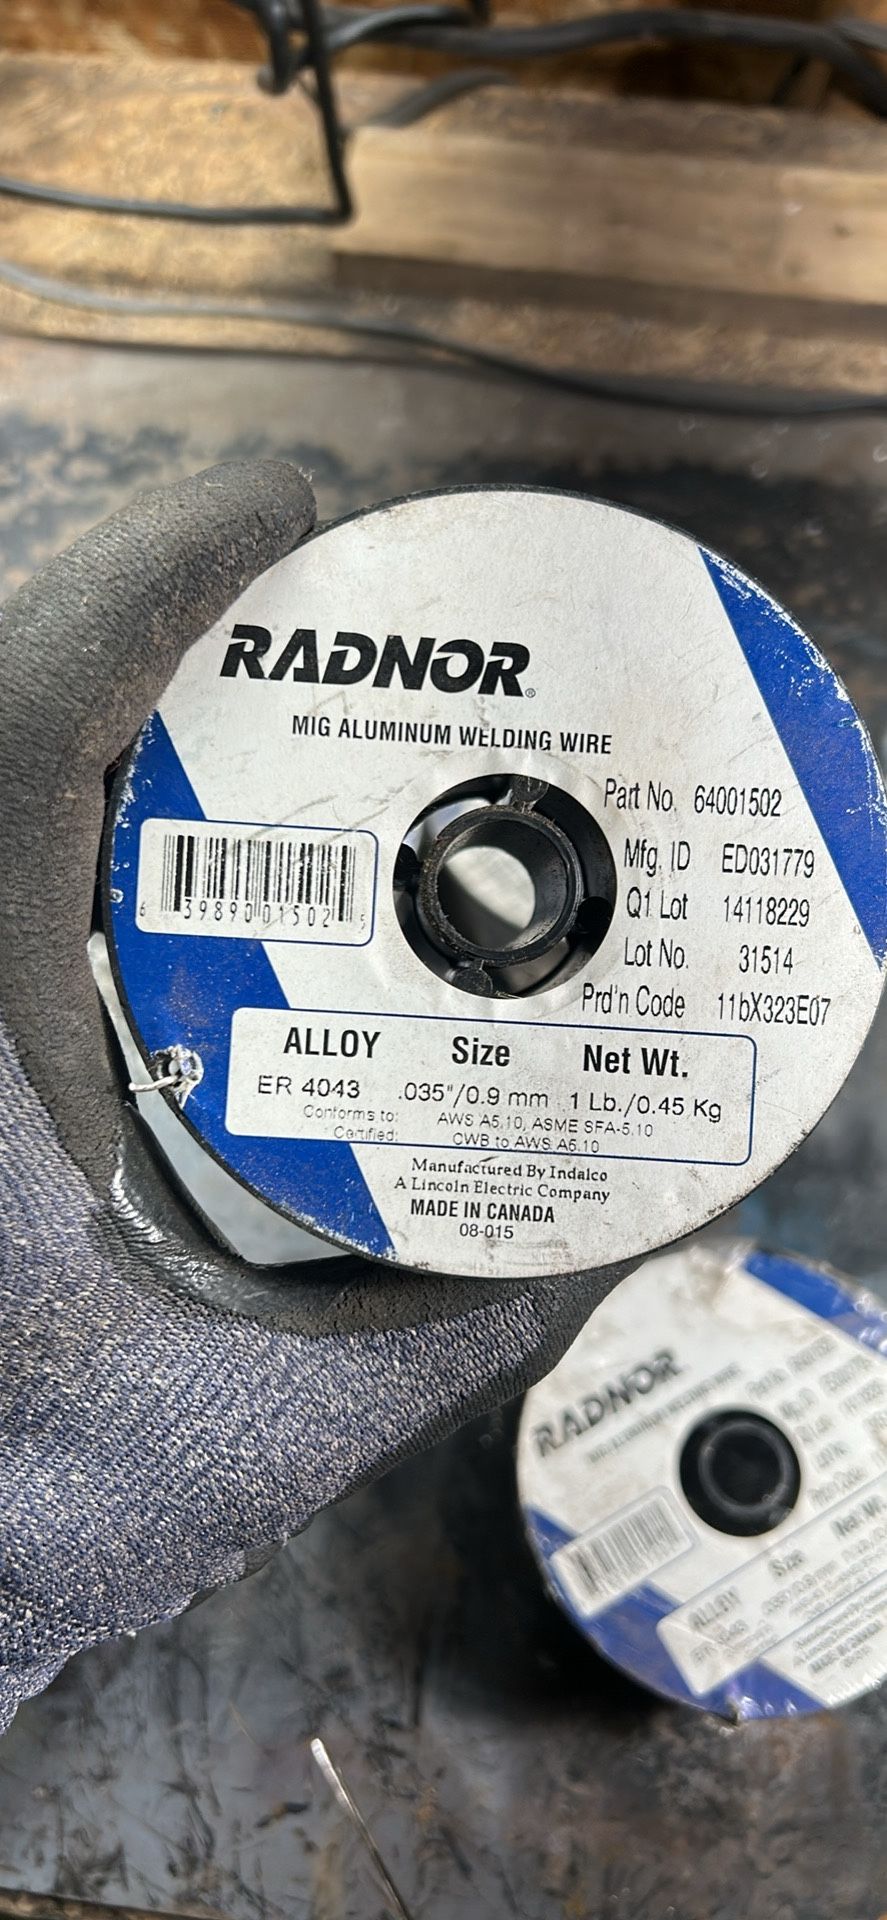 RADNOR®
MIG ALUMINUM WELDING WIRE
Part No. 64001502
Mfg. ID ED031779
Q1 Lot 14118229
Lot No. 31514
Prd'n Code 11bX323E07
6 39890 01502 5
ALLOY Size Net Wt.
ER 4043 .035"/0.9 mm 1 Lb./0.45 Kg
Conforms to: AWS A5.10, ASME SFA-5.10
Certified: CWB to AWS A5.10
Manufactured By Indalco
A Lincoln Electric Company
MADE IN CANADA
08-015
RADNOR
ALLOY Size Net Wt.